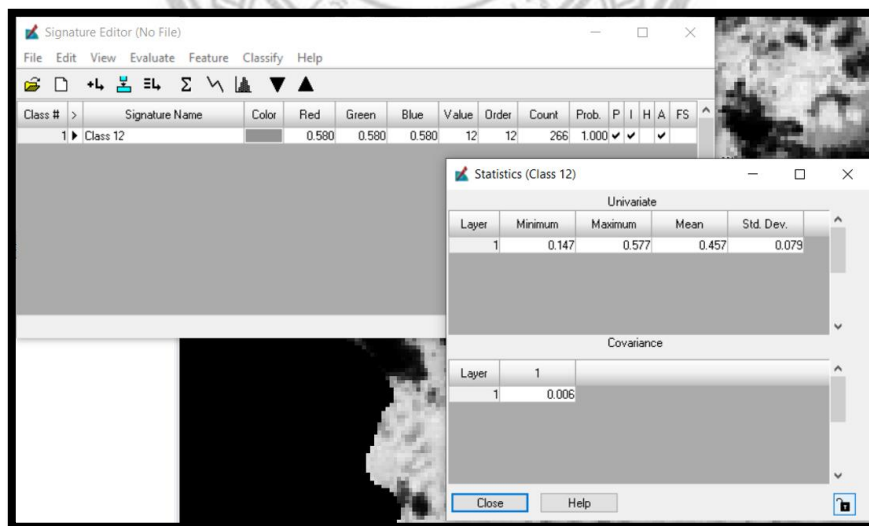 Signature Editor (No File)
File Edit View Evaluate Feature Classify Help
Class # > Signature Name Color Red Green Blue Value Order Count Prob. P I H A FS
1 Class 12 0.580 0.580 0.580 12 12 266 1.000
Statistics (Class 12)
Univariate
Layer Minimum Maximum Mean Std. Dev.
1 0.147 0.577 0.457 0.079
Covariance
Layer 1
1 0.006
Close Help